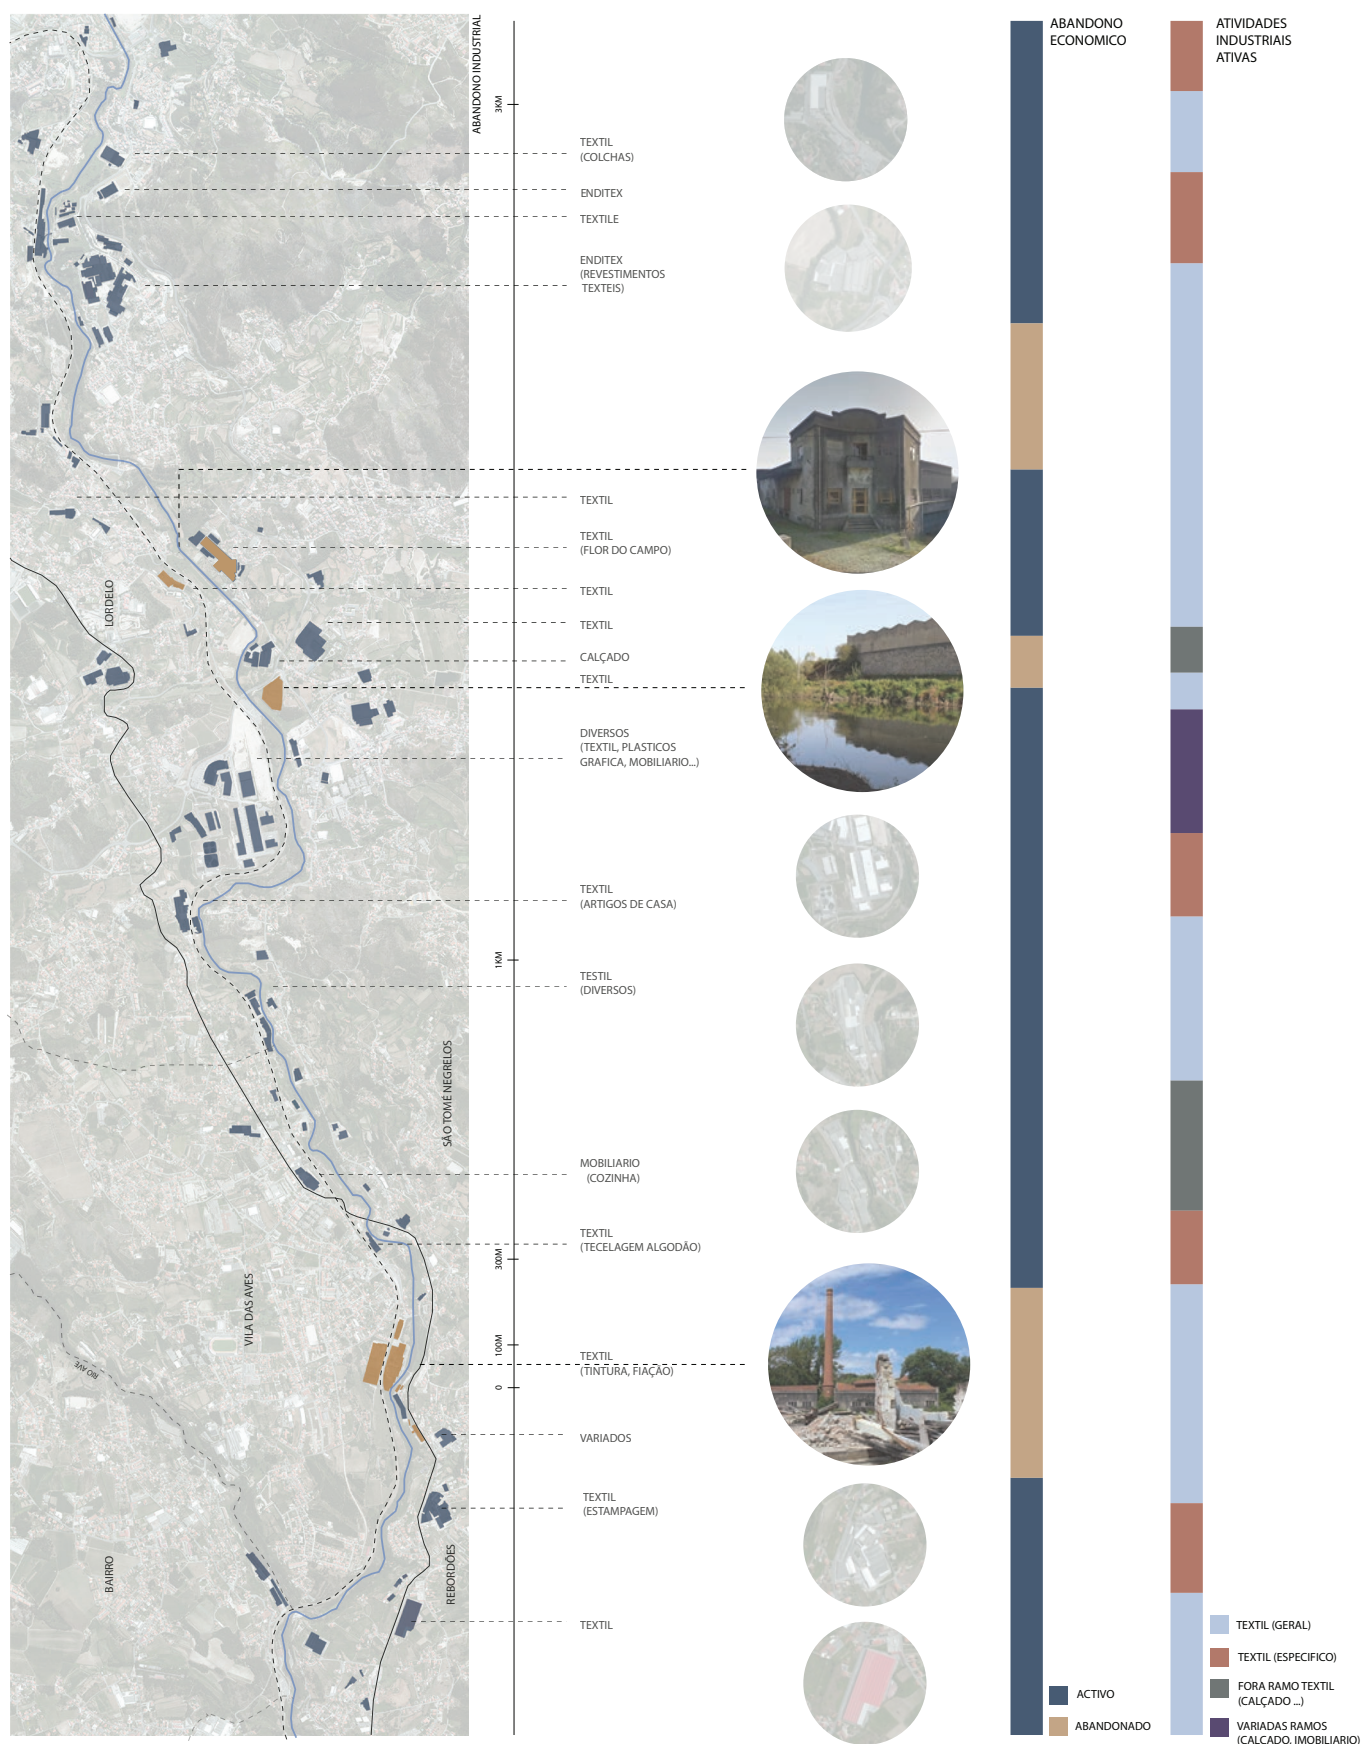 ABANDONO INDUSTRIAL
3KM
1KM
300M
100M
0
TEXTIL
(COLCHAS)
ENDITEX
TEXTILE
ENDITEX
(REVESTIMENTOS
TEXTEIS)
TEXTIL
TEXTIL
(FLOR DO CAMPO)
TEXTIL
TEXTIL
CALÇADO
TEXTIL
DIVERSOS
(TEXTIL, PLASTICOS
GRAFICA, MOBILIARIO...)
TEXTIL
(ARTIGOS DE CASA)
TESTIL
(DIVERSOS)
MOBILIARIO
(COZINHA)
TEXTIL
(TECELAGEM ALGODÃO)
TEXTIL
(TINTURA, FIAÇÃO)
VARIADOS
TEXTIL
(ESTAMPAGEM)
TEXTIL
LORDELO
SÃO TOMÉ NEGRELOS
VILA DAS AVES
RIO AVE
BAIRRO
REBORDÕES
ABANDONO
ECONOMICO
ACTIVO
ABANDONADO
ATIVIDADES
INDUSTRIAIS
ATIVAS
TEXTIL (GERAL)
TEXTIL (ESPECIFICO)
FORA RAMO TEXTIL
(CALÇADO ...)
VARIADAS RAMOS
(CALÇADO, IMOBILIARIO)